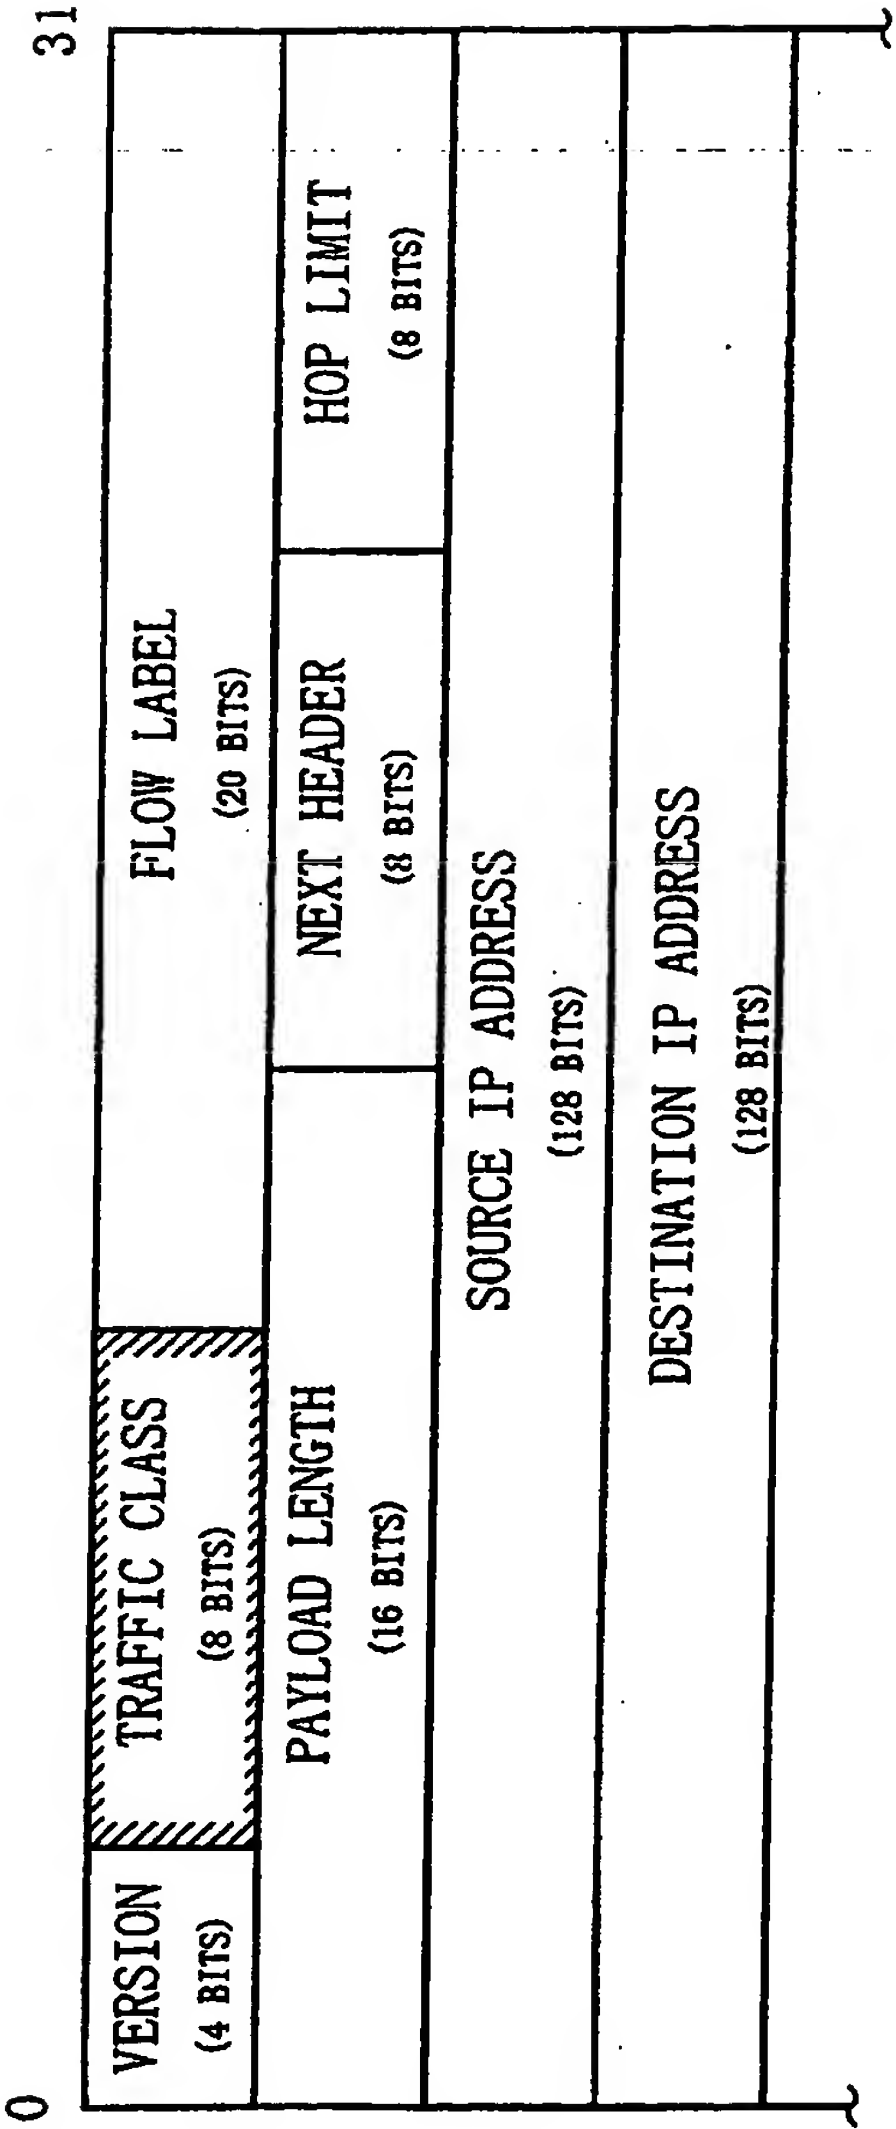 0
31
VERSION
(4 BITS)
TRAFFIC CLASS
(8 BITS)
FLOW LABEL
(20 BITS)
PAYLOAD LENGTH
(16 BITS)
NEXT HEADER
(8 BITS)
HOP LIMIT
(8 BITS)
SOURCE IP ADDRESS
(128 BITS)
DESTINATION IP ADDRESS
(128 BITS)